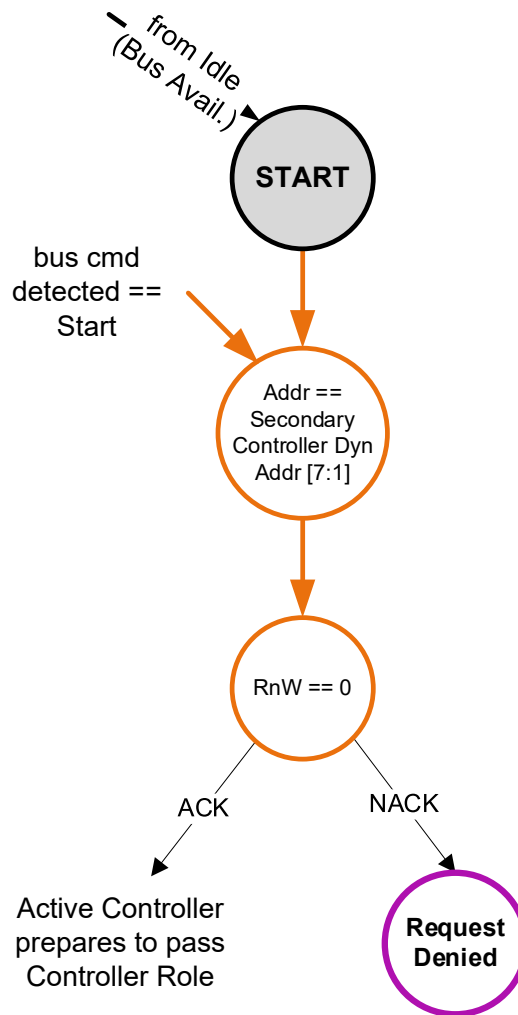 from Idle
(Bus Avail.)
START
bus cmd
detected ==
Start
Addr ==
Secondary
Controller Dyn
Addr [7:1]
RnW == 0
ACK
NACK
Active Controller
prepares to pass
Controller Role
Request
Denied